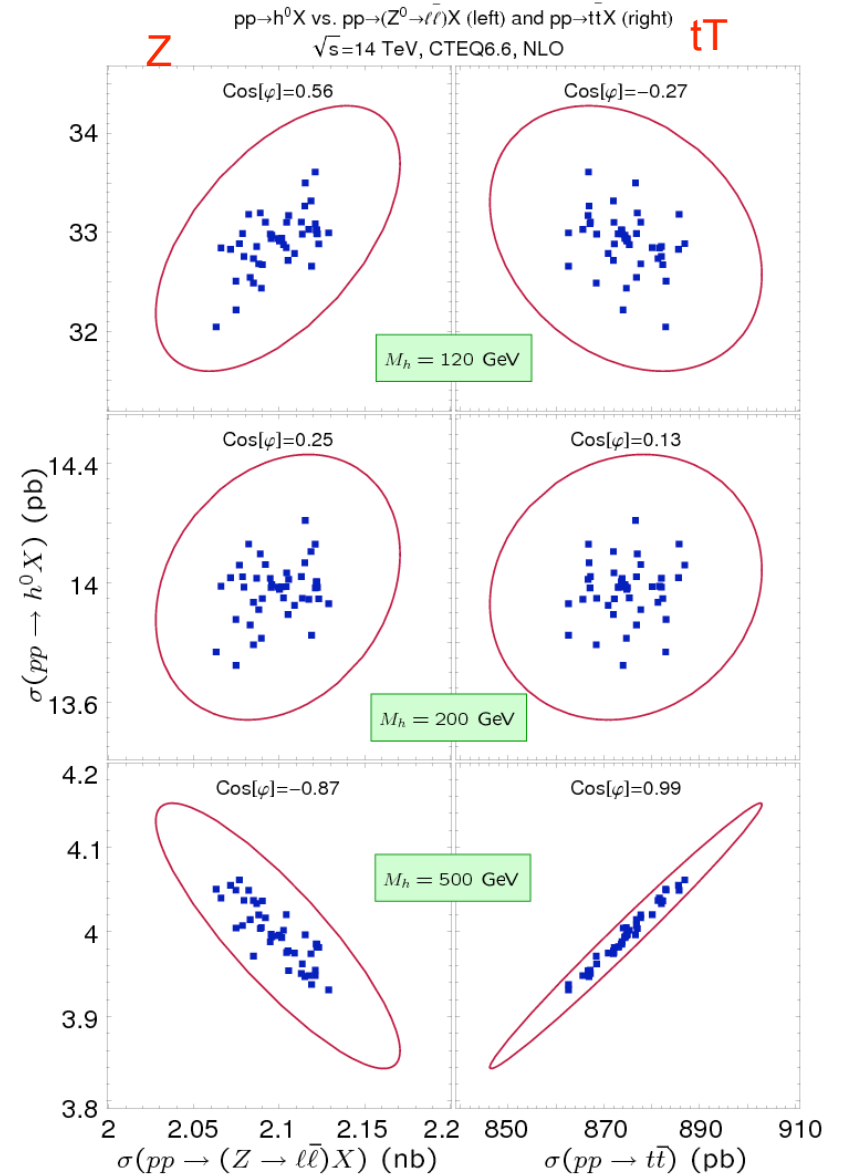 pp→h⁰X vs. pp→(Z⁰→ℓℓ̄)X (left) and pp→tt̄X (right)
√s=14 TeV, CTEQ6.6, NLO
Z
tT
Cos[φ]=0.56
Cos[φ]=−0.27
34
33
32
M_h = 120 GeV
Cos[φ]=0.25
Cos[φ]=0.13
14.4
14
13.6
M_h = 200 GeV
σ(pp → h⁰X) (pb)
Cos[φ]=−0.87
Cos[φ]=0.99
4.2
4.1
4
3.9
3.8
M_h = 500 GeV
2 2.05 2.1 2.15 2.2
850 870 890 910
σ(pp → (Z → ℓℓ̄)X) (nb)
σ(pp → tt̄) (pb)